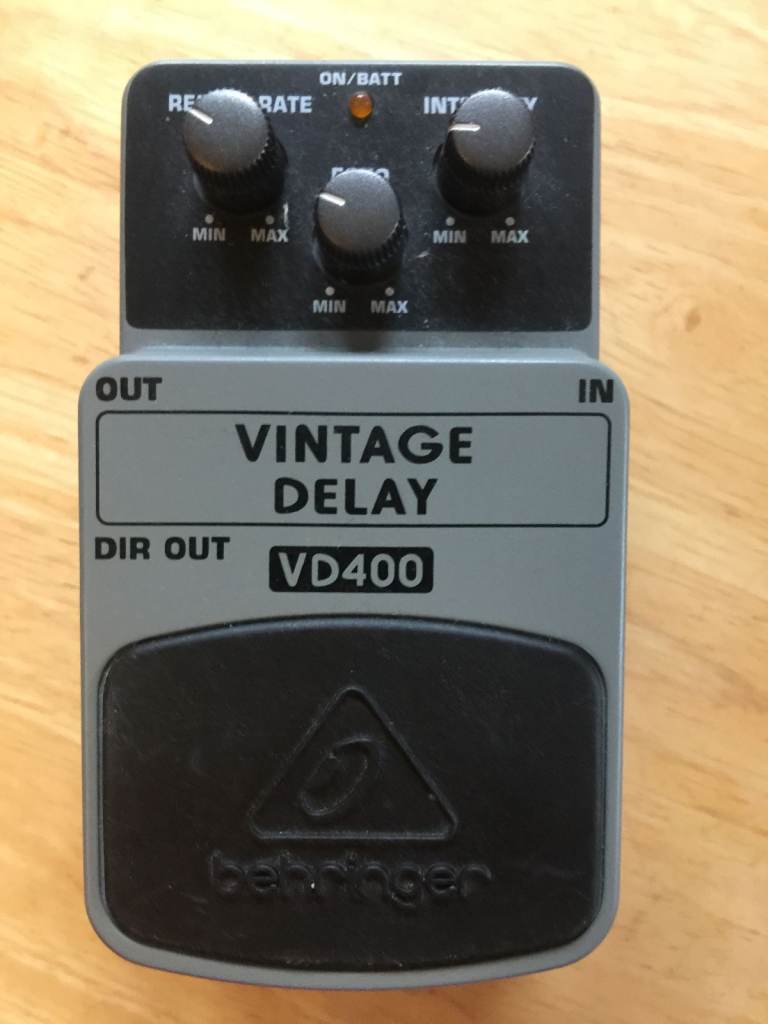 ON/BATT
RATE
MIN MAX
MIN MAX
MIN MAX
OUT IN
VINTAGE
DELAY
DIR OUT
VD400
behringer